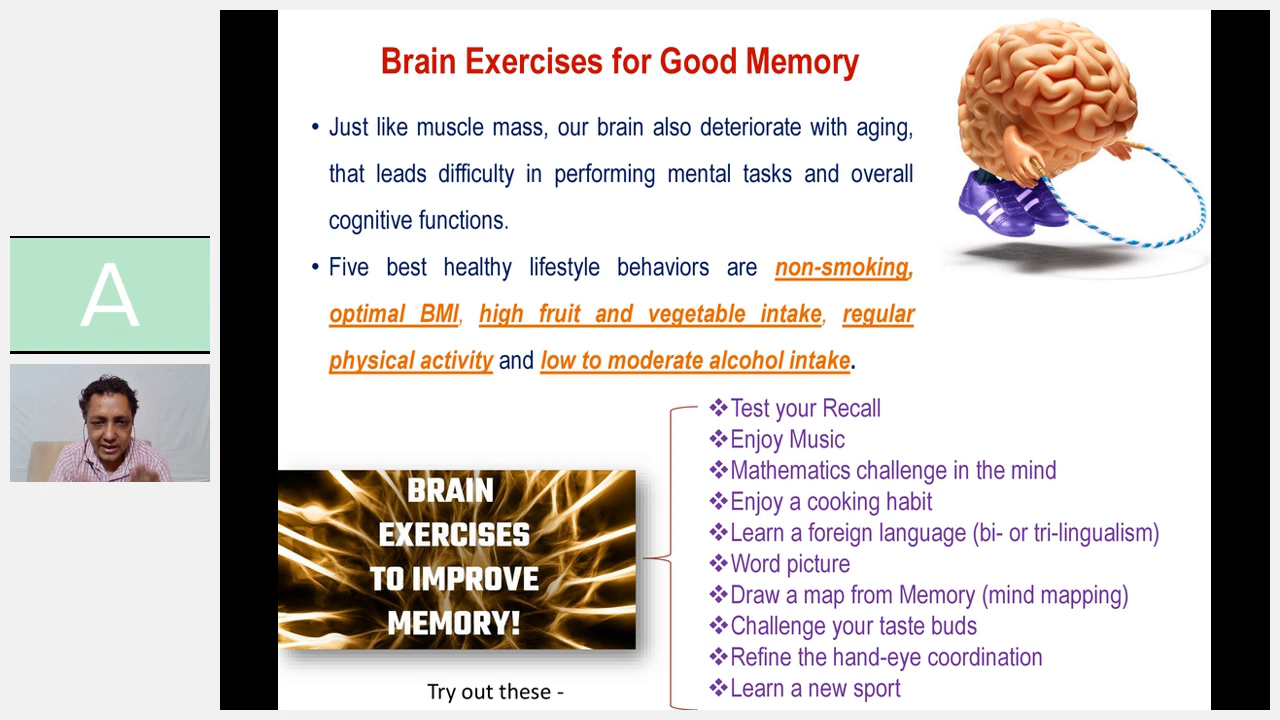 Brain Exercises for Good Memory
• Just like muscle mass, our brain also deteriorate with aging,
that leads difficulty in performing mental tasks and overall
cognitive functions.
• Five best healthy lifestyle behaviors are non-smoking,
optimal BMI, high fruit and vegetable intake, regular
physical activity and low to moderate alcohol intake.
A
BRAIN
EXERCISES
TO IMPROVE
MEMORY!
Try out these -
❖Test your Recall
❖Enjoy Music
❖Mathematics challenge in the mind
❖Enjoy a cooking habit
❖Learn a foreign language (bi- or tri-lingualism)
❖Word picture
❖Draw a map from Memory (mind mapping)
❖Challenge your taste buds
❖Refine the hand-eye coordination
❖Learn a new sport